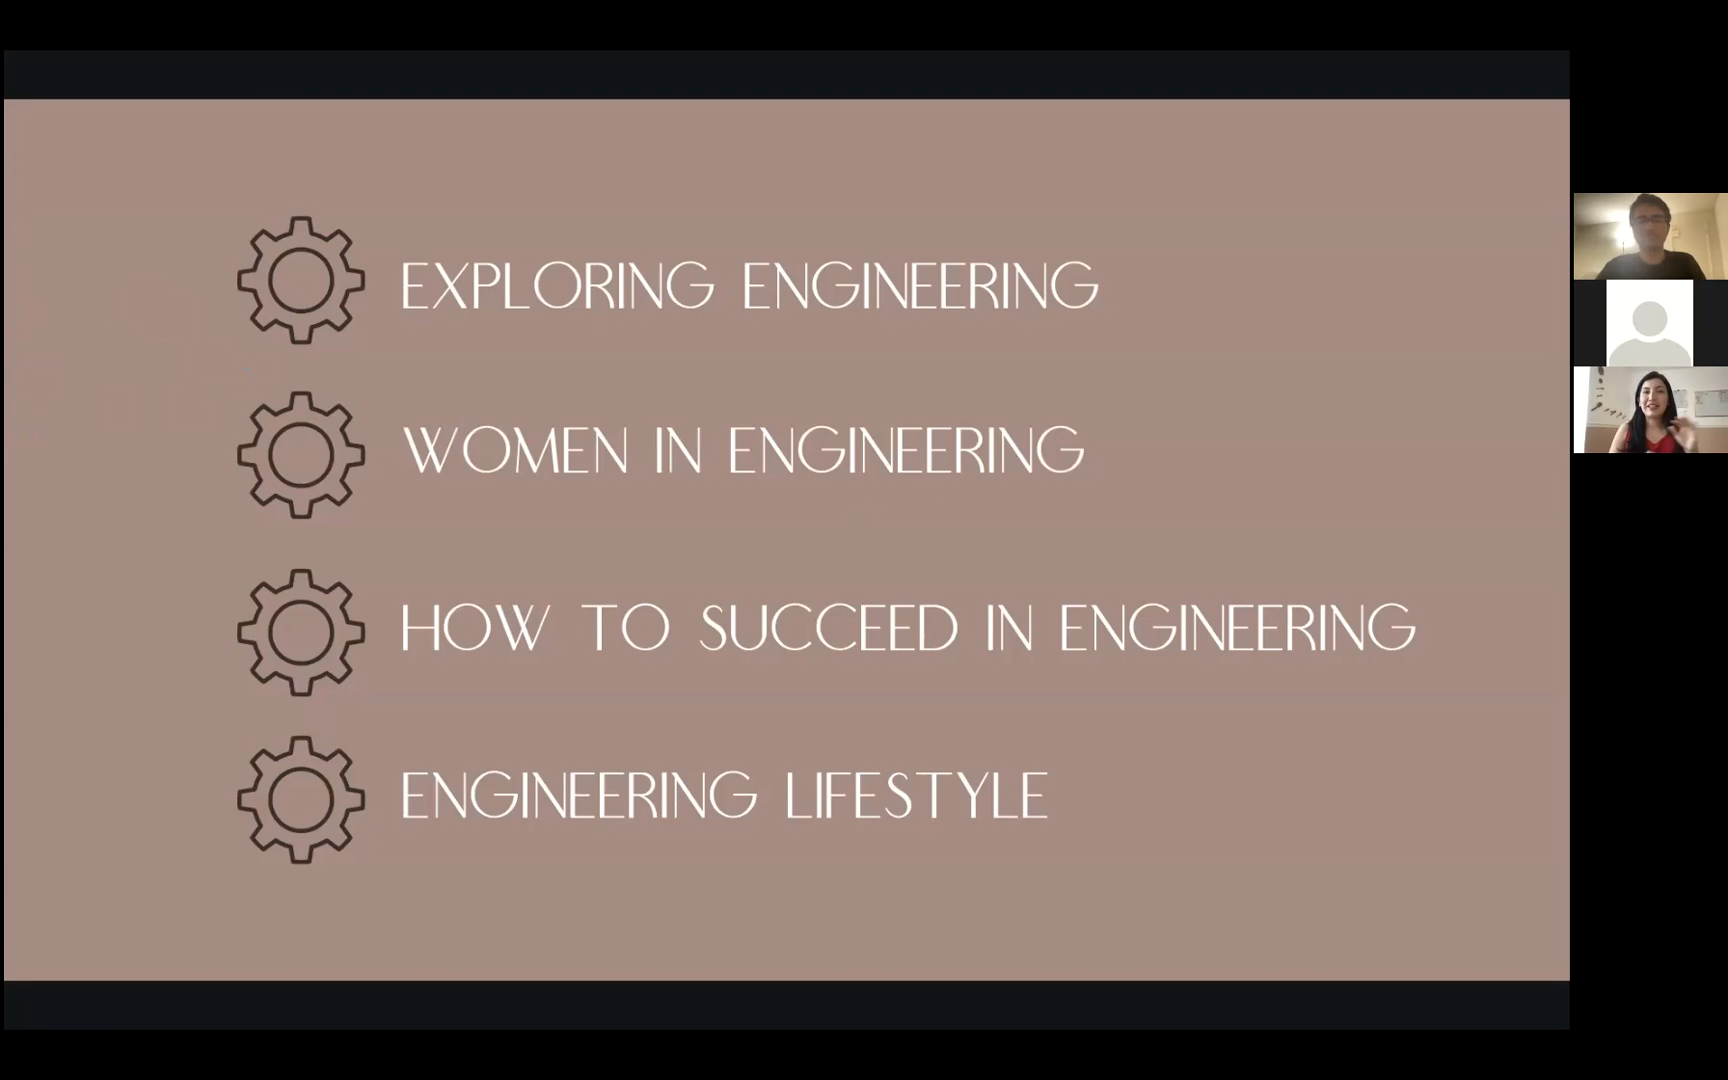 EXPLORING ENGINEERING
WOMEN IN ENGINEERING
HOW TO SUCCEED IN ENGINEERING
ENGINEERING LIFESTYLE